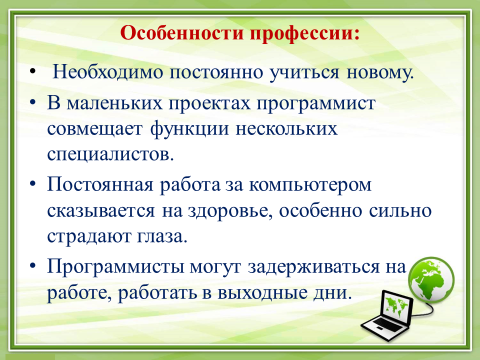 Особенности профессии:
• Необходимо постоянно учиться новому.
• В маленьких проектах программист
совмещает функции нескольких
специалистов.
• Постоянная работа за компьютером
сказывается на здоровье, особенно сильно
страдают глаза.
• Программисты могут задерживаться на
работе, работать в выходные дни.